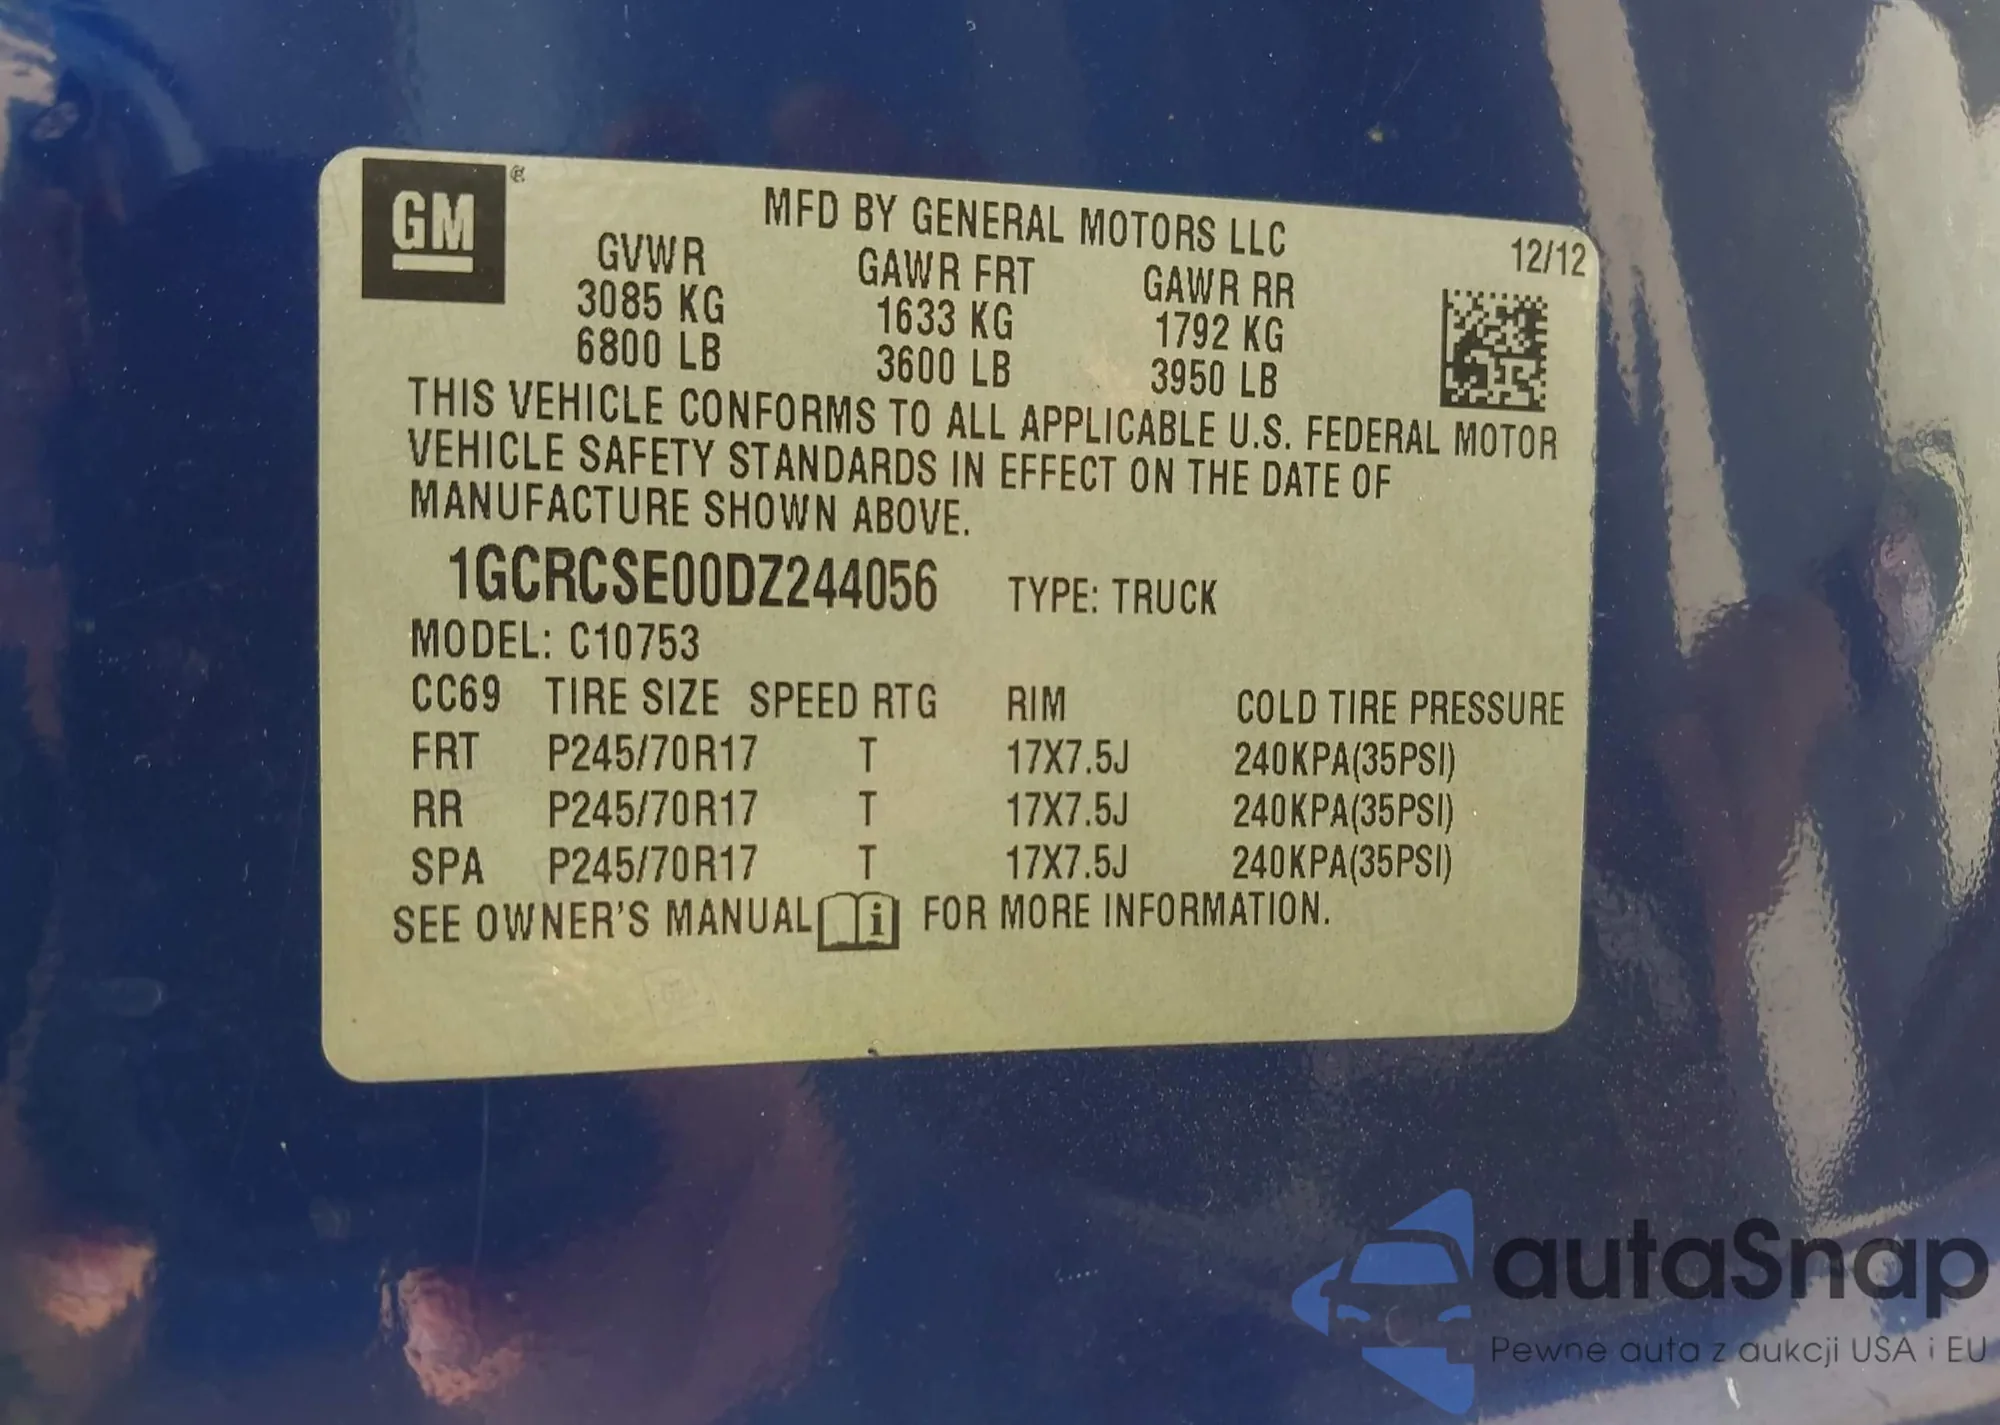 GM ®
MFD BY GENERAL MOTORS LLC
12/12
GVWR GAWR FRT GAWR RR
3085 KG 1633 KG 1792 KG
6800 LB 3600 LB 3950 LB
THIS VEHICLE CONFORMS TO ALL APPLICABLE U.S. FEDERAL MOTOR
VEHICLE SAFETY STANDARDS IN EFFECT ON THE DATE OF
MANUFACTURE SHOWN ABOVE.
1GCRCSE00DZ244056 TYPE: TRUCK
MODEL: C10753
CC69 TIRE SIZE SPEED RTG RIM COLD TIRE PRESSURE
FRT P245/70R17 T 17X7.5J 240KPA(35PSI)
RR P245/70R17 T 17X7.5J 240KPA(35PSI)
SPA P245/70R17 T 17X7.5J 240KPA(35PSI)
SEE OWNER'S MANUAL i FOR MORE INFORMATION.
autaSnap
Pewne auta z aukcji USA i EU